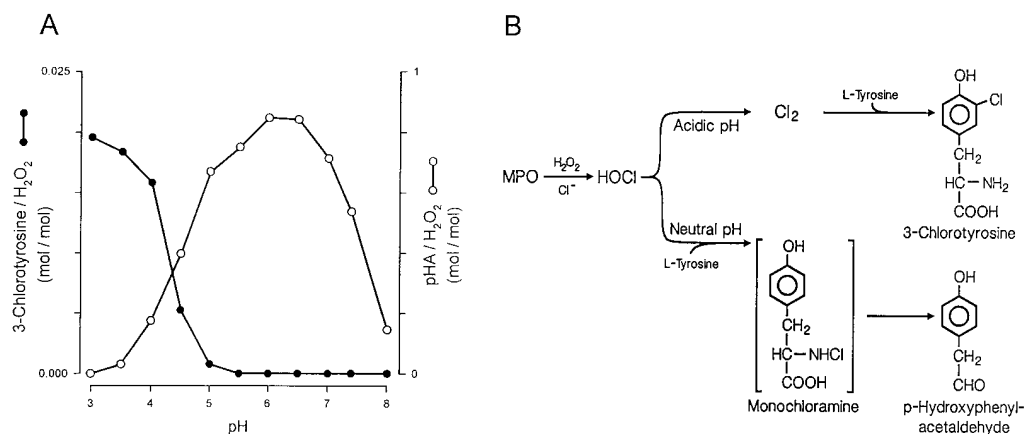 A
0.025
0.000
3-Chlorotyrosine / H₂O₂
(mol / mol)
1
0
pHA / H₂O₂
(mol / mol)
3 4 5 6 7 8
pH
B
MPO
H₂O₂
Cl⁻
HOCl
Acidic pH
Cl₂
L-Tyrosine
OH
Cl
CH₂
HC–NH₂
COOH
3-Chlorotyrosine
Neutral pH
L-Tyrosine
OH
CH₂
HC–NHCl
COOH
Monochloramine
OH
CH₂
CHO
p-Hydroxyphenyl-
acetaldehyde